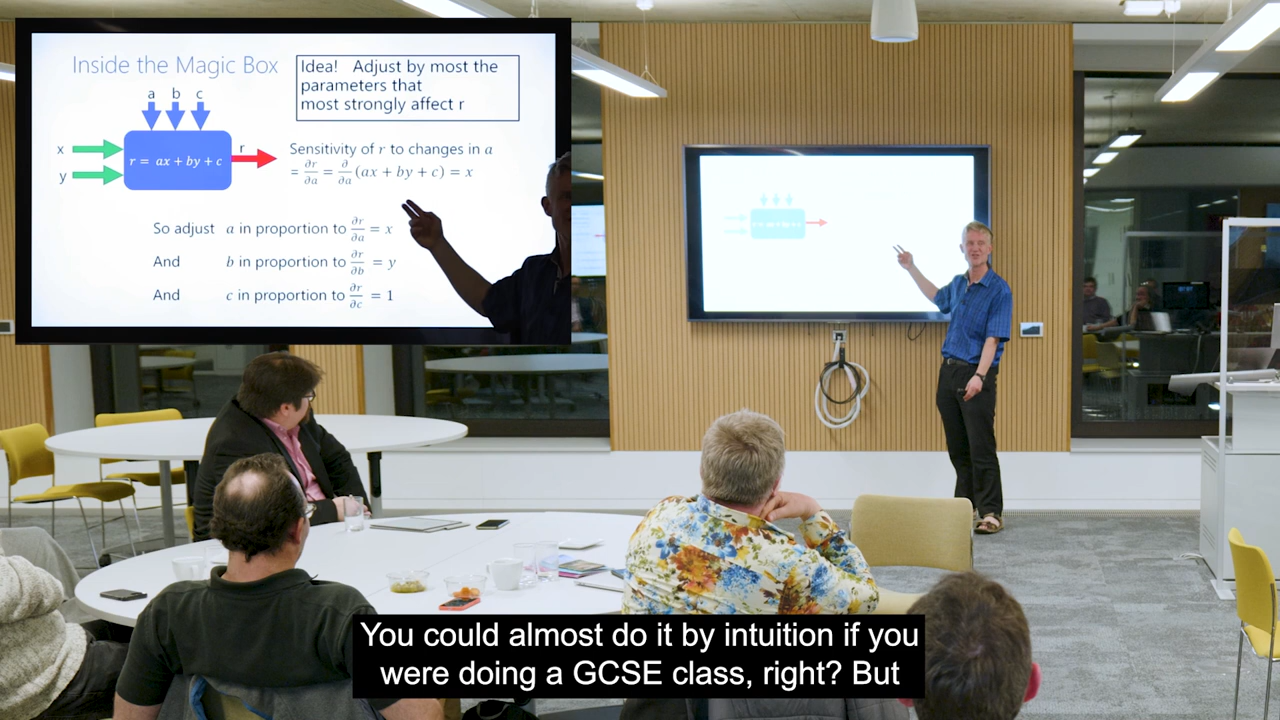 Inside the Magic Box
Idea! Adjust by most the
parameters that
most strongly affect r
a b c
x
y
r = ax + by + c
r
Sensitivity of r to changes in a
= ∂r/∂a = ∂/∂a (ax + by + c) = x
So adjust a in proportion to ∂r/∂a = x
And b in proportion to ∂r/∂b = y
And c in proportion to ∂r/∂c = 1
You could almost do it by intuition if you
were doing a GCSE class, right? But